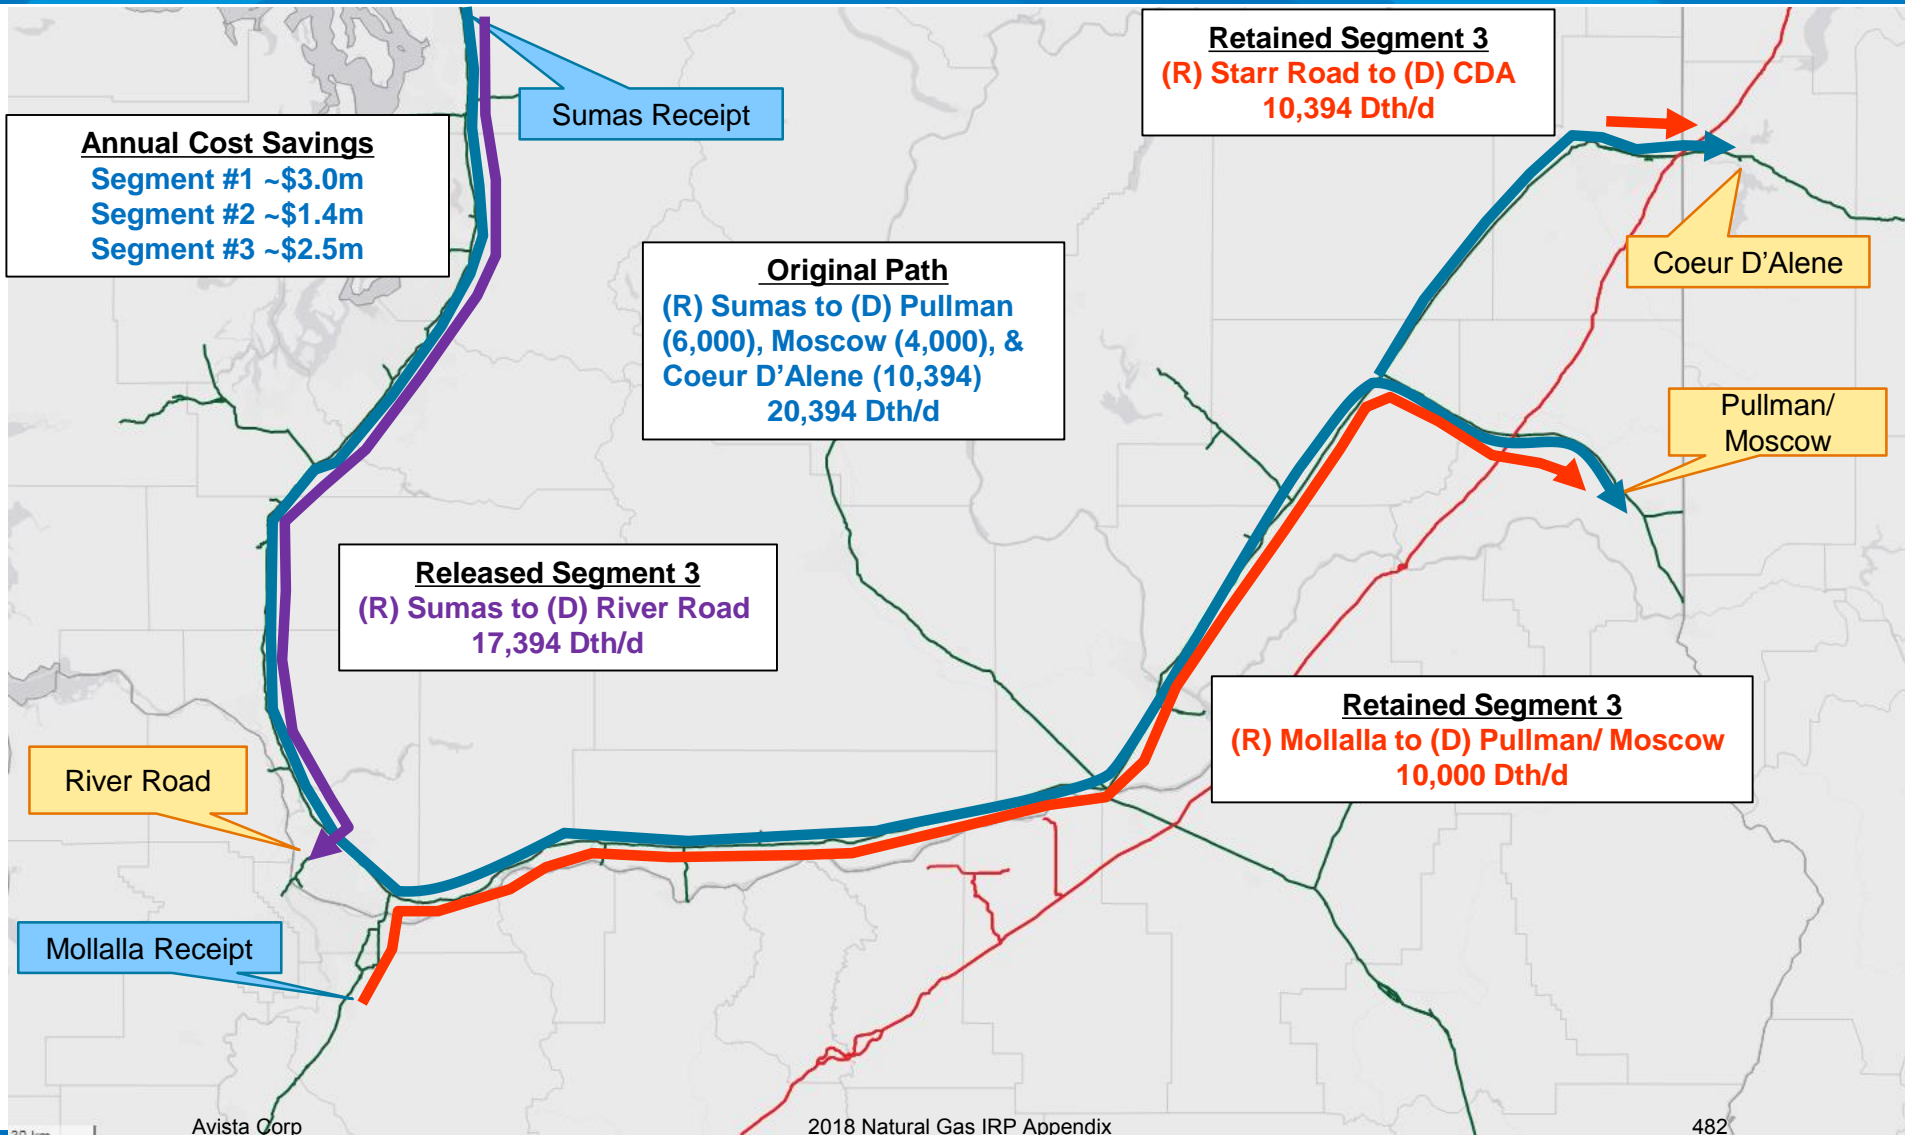 Retained Segment 3
(R) Starr Road to (D) CDA
10,394 Dth/d
Sumas Receipt
Annual Cost Savings
Segment #1 ~$3.0m
Segment #2 ~$1.4m
Segment #3 ~$2.5m
Original Path
(R) Sumas to (D) Pullman
(6,000), Moscow (4,000), &
Coeur D’Alene (10,394)
20,394 Dth/d
Coeur D’Alene
Pullman/
Moscow
Released Segment 3
(R) Sumas to (D) River Road
17,394 Dth/d
Retained Segment 3
(R) Mollalla to (D) Pullman/ Moscow
10,000 Dth/d
River Road
Mollalla Receipt
Avista Corp
2018 Natural Gas IRP Appendix
482